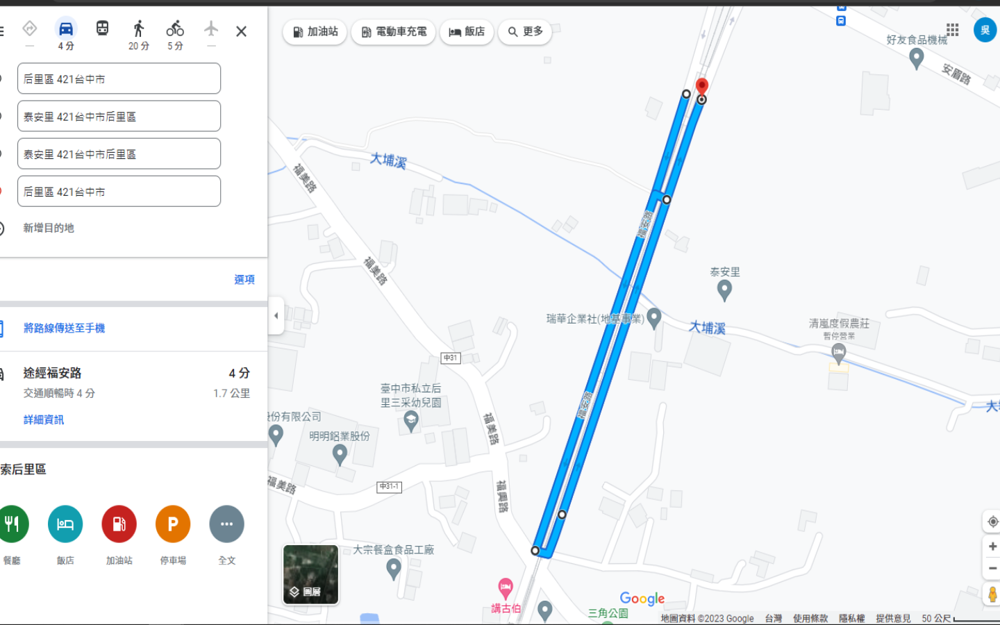 4 分
20 分
5 分
后里區 421台中市
泰安里 421台中市后里區
泰安里 421台中市后里區
后里區 421台中市
新增目的地
選項
將路線傳送至手機
途經福安路
4 分
交通順暢時 4 分
1.7 公里
詳細資訊
索后里區
P
餐廳
飯店
加油站
停車場
全文
加油站
電動車充電
飯店
更多
吳
好友食品機械
安眉路
大埔溪
福美路
福安路
福美路
泰安里
瑞華企業社(地基事業)
大埔溪
清嵐度假農莊
暫停營業
中31
臺中市私立后
里三采幼兒園
福安路
份有限公司
明明鋁業股份
福美路
福美路
中31-1
福興路
大宗餐盒食品工廠
圖層
講古伯
三角公園
Google
地圖資料 ©2023 Google
台灣
使用條款
隱私權
提供意見
50 公尺